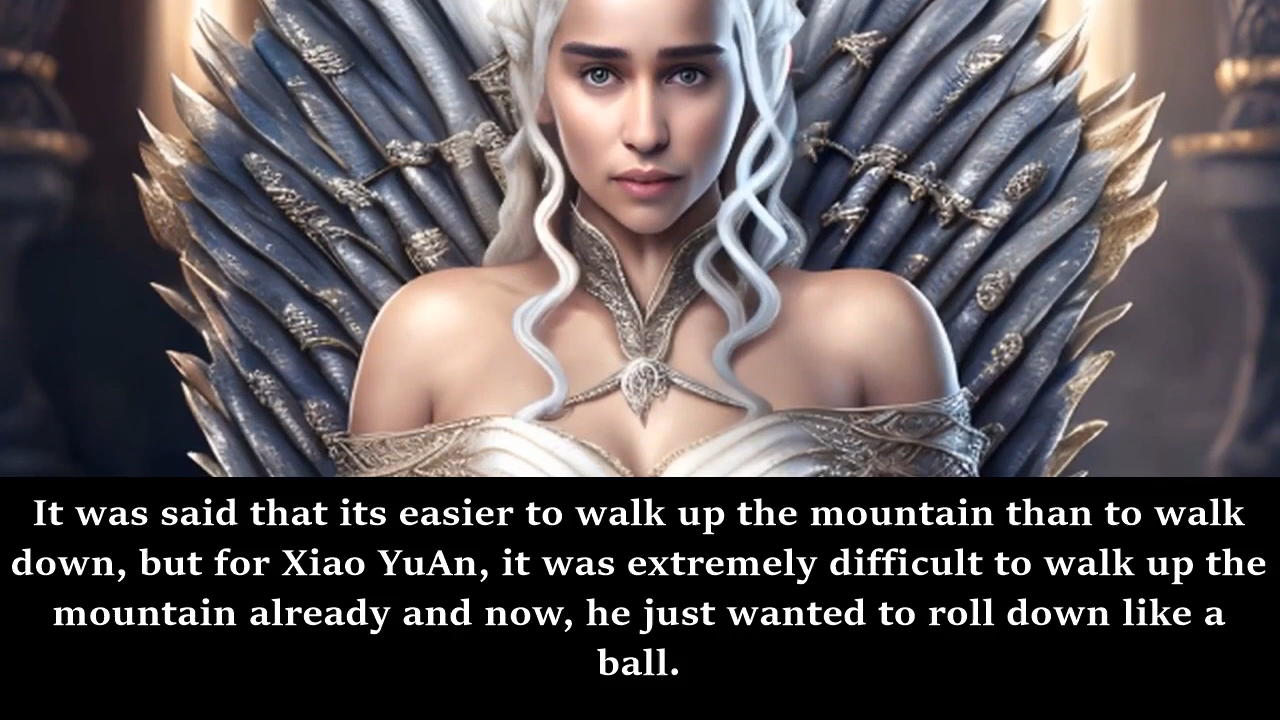 It was said that its easier to walk up the mountain than to walk
down, but for Xiao YuAn, it was extremely difficult to walk up the
mountain already and now, he just wanted to roll down like a
ball.